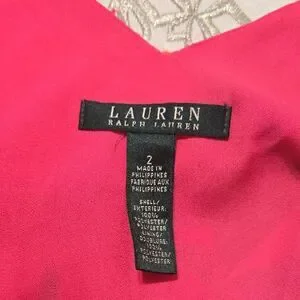 LAUREN
RALPH LAUREN
2
MADE IN
PHILIPPINES
FABRIQUE AUX
PHILIPPINES
SHELL/
EXTERIEUR:
100%
POLYESTER/
POLYESTER
LINING/
DOUBLURE:
100%
POLYESTER/
POLYESTER